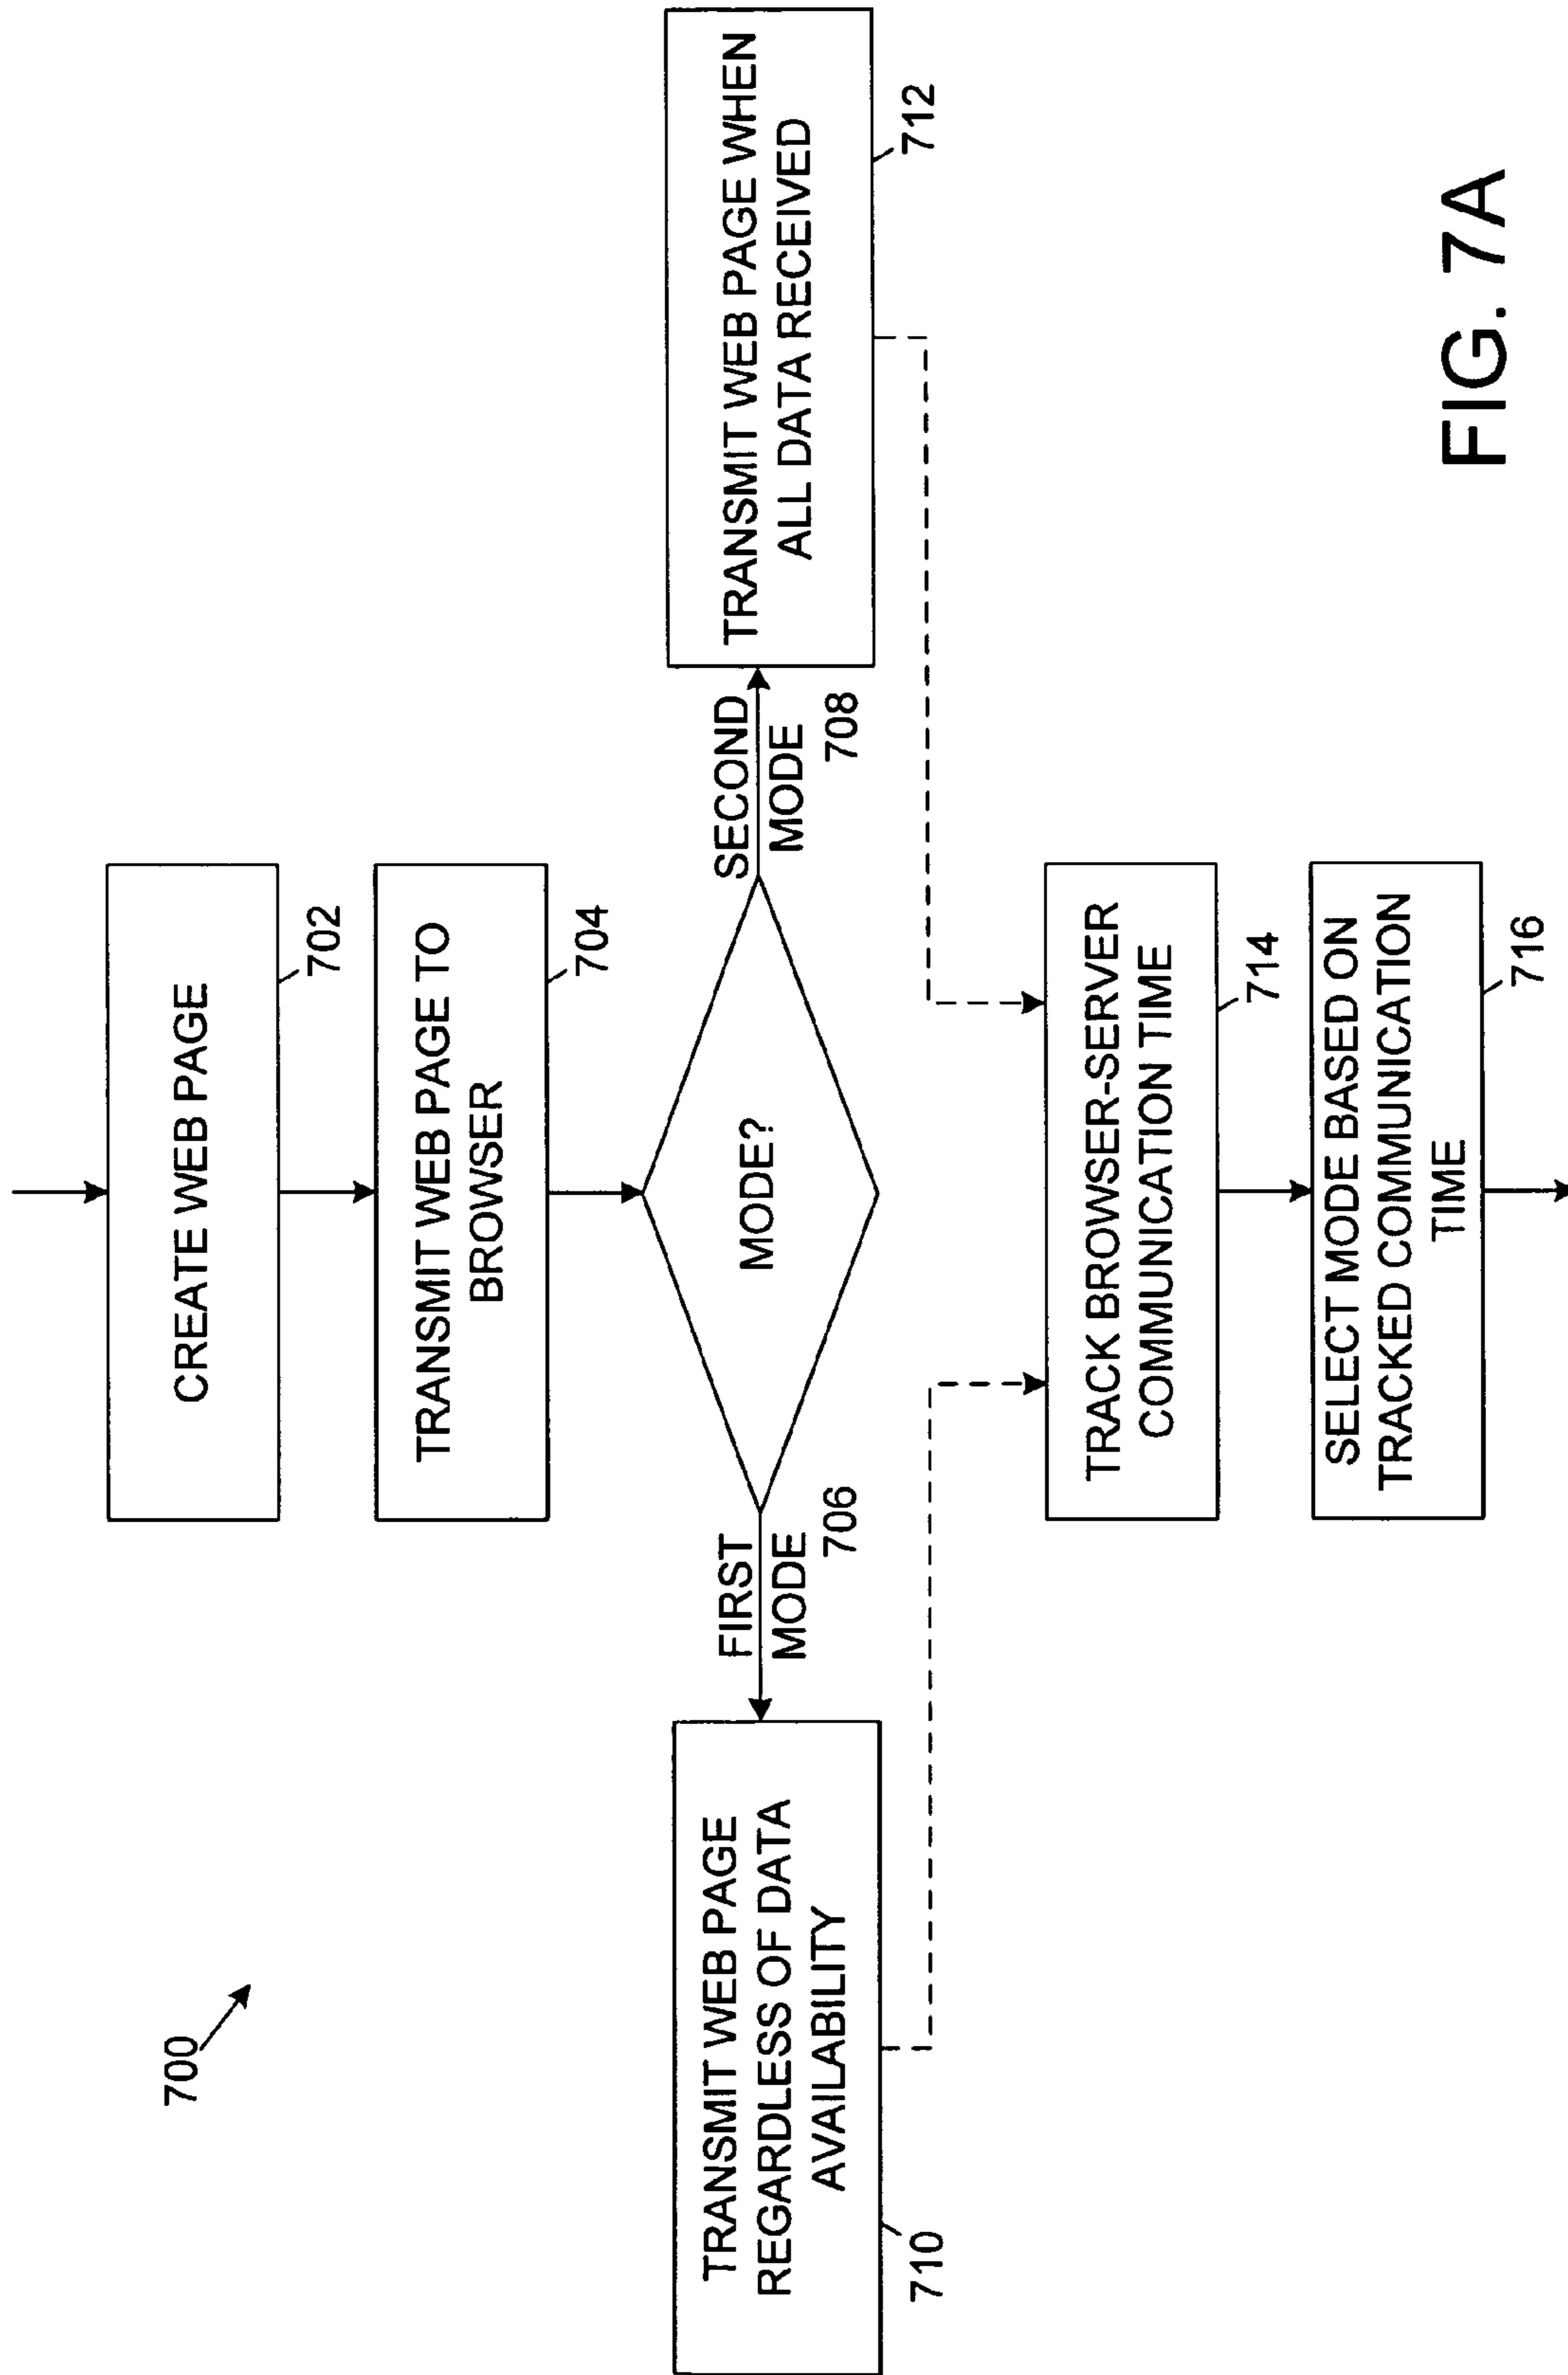 700
CREATE WEB PAGE
702
TRANSMIT WEB PAGE TO
BROWSER
704
MODE?
FIRST
MODE
706
SECOND
MODE
708
TRANSMIT WEB PAGE
REGARDLESS OF DATA
AVAILABILITY
710
TRANSMIT WEB PAGE WHEN
ALL DATA RECEIVED
712
TRACK BROWSER-SERVER
COMMUNICATION TIME
714
SELECT MODE BASED ON
TRACKED COMMUNICATION
TIME
716
FIG. 7A